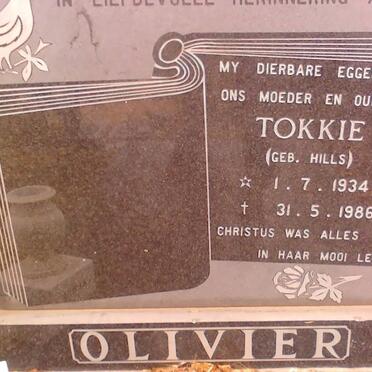 IN LIEFDEVOLLE HERINNERING
MY DIERBARE EGGE
ONS MOEDER EN OU
TOKKIE
(GEB. HILLS)
☆ 1.7.1934
† 31.5.1986
CHRISTUS WAS ALLES
IN HAAR MOOI LE
OLIVIER